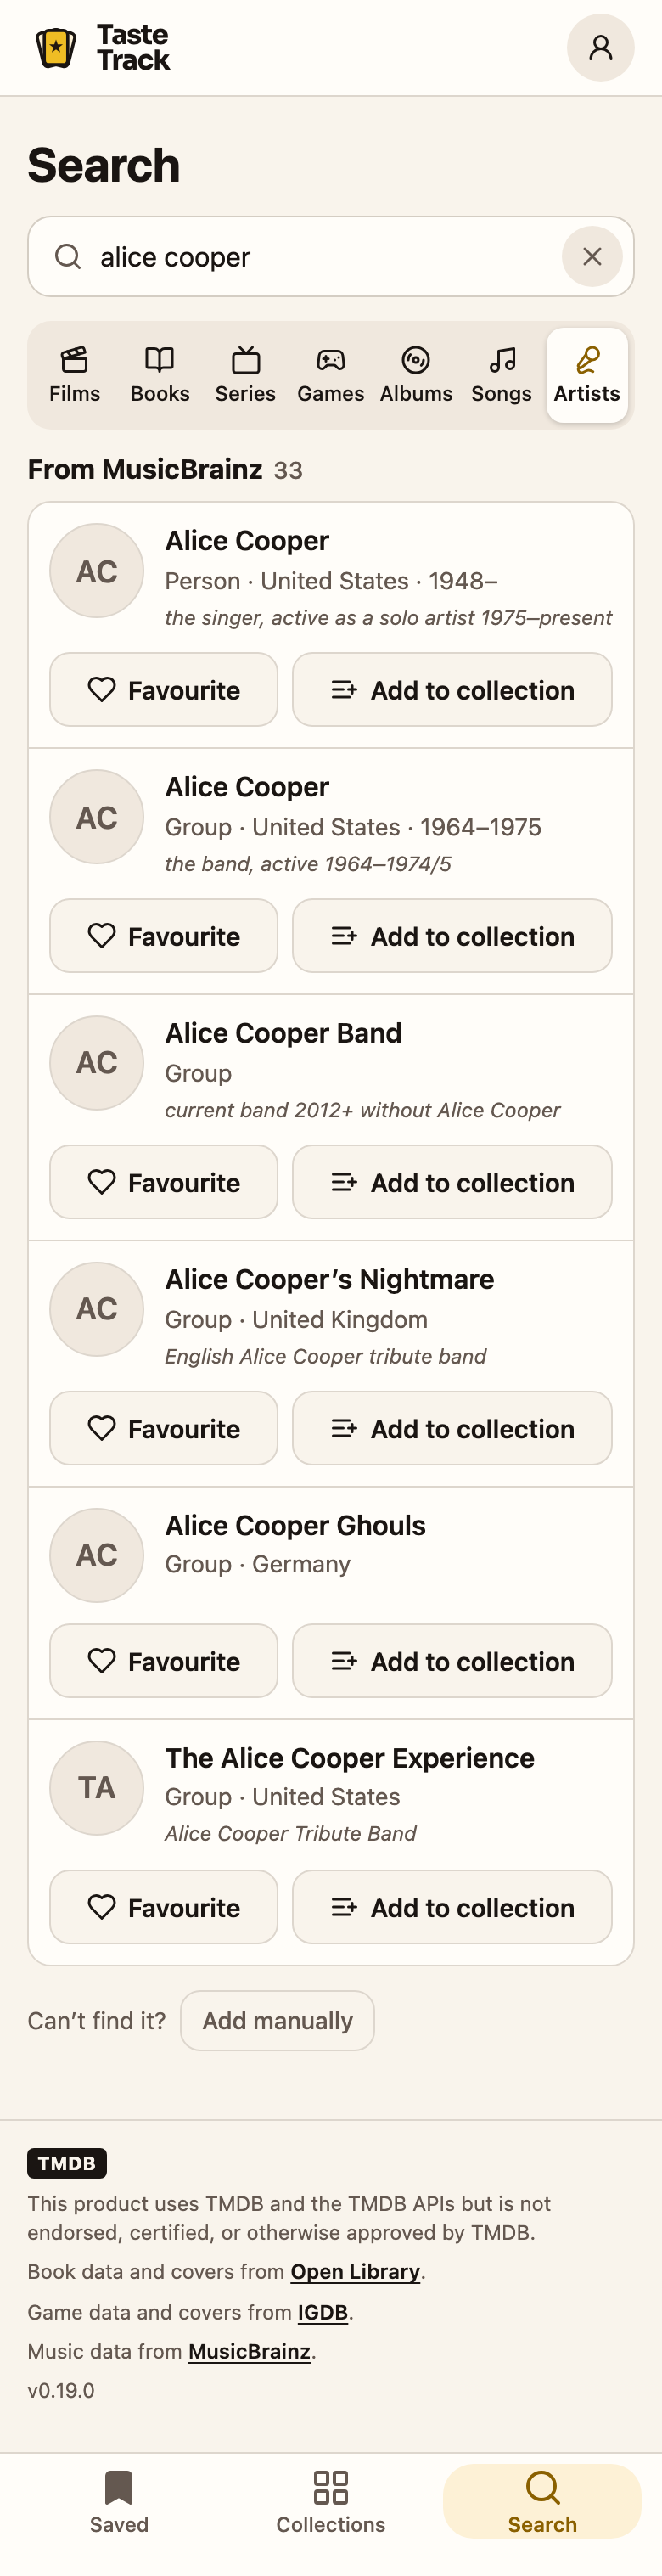 Taste
Track
Search
alice cooper
Films
Books
Series
Games
Albums
Songs
Artists
From MusicBrainz 33
AC
Alice Cooper
Person · United States · 1948–
the singer, active as a solo artist 1975–present
Favourite
Add to collection
AC
Alice Cooper
Group · United States · 1964–1975
the band, active 1964–1974/5
Favourite
Add to collection
AC
Alice Cooper Band
Group
current band 2012+ without Alice Cooper
Favourite
Add to collection
AC
Alice Cooper’s Nightmare
Group · United Kingdom
English Alice Cooper tribute band
Favourite
Add to collection
AC
Alice Cooper Ghouls
Group · Germany
Favourite
Add to collection
TA
The Alice Cooper Experience
Group · United States
Alice Cooper Tribute Band
Favourite
Add to collection
Can’t find it?
Add manually
TMDB
This product uses TMDB and the TMDB APIs but is not
endorsed, certified, or otherwise approved by TMDB.
Book data and covers from Open Library.
Game data and covers from IGDB.
Music data from MusicBrainz.
v0.19.0
Saved
Collections
Search